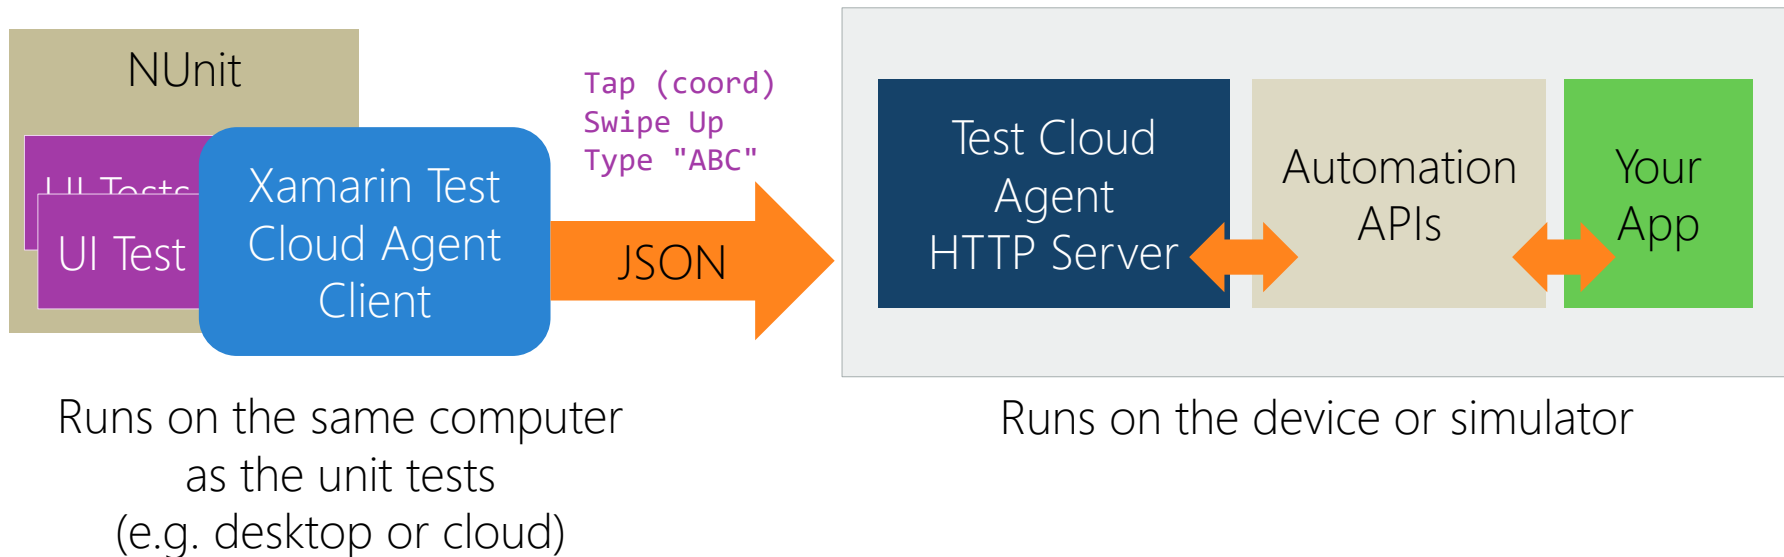 NUnit
UI Tests
UI Test
Xamarin Test
Cloud Agent
Client
Tap (coord)
Swipe Up
Type "ABC"
JSON
Test Cloud
Agent
HTTP Server
Automation
APIs
Your
App
Runs on the same computer
as the unit tests
(e.g. desktop or cloud)
Runs on the device or simulator